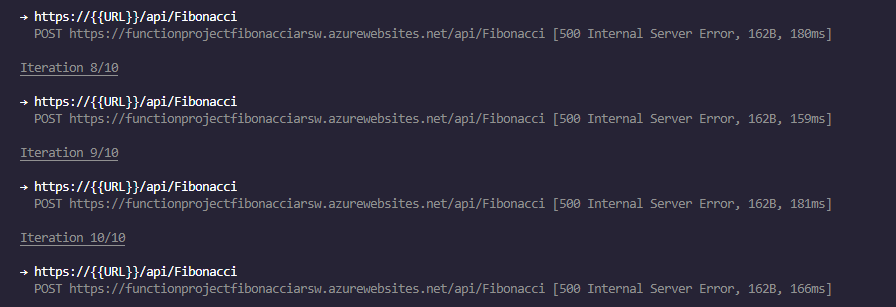 → https://{{URL}}/api/Fibonacci
POST https://functionprojectfibonacciarsw.azurewebsites.net/api/Fibonacci [500 Internal Server Error, 162B, 180ms]
Iteration 8/10
→ https://{{URL}}/api/Fibonacci
POST https://functionprojectfibonacciarsw.azurewebsites.net/api/Fibonacci [500 Internal Server Error, 162B, 159ms]
Iteration 9/10
→ https://{{URL}}/api/Fibonacci
POST https://functionprojectfibonacciarsw.azurewebsites.net/api/Fibonacci [500 Internal Server Error, 162B, 181ms]
Iteration 10/10
→ https://{{URL}}/api/Fibonacci
POST https://functionprojectfibonacciarsw.azurewebsites.net/api/Fibonacci [500 Internal Server Error, 162B, 166ms]